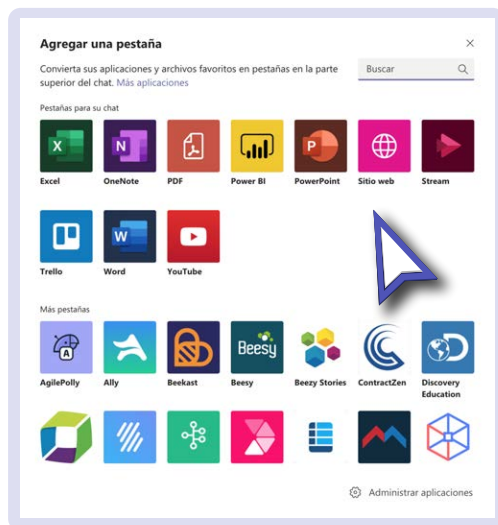 Agregar una pestaña
Convierta sus aplicaciones y archivos favoritos en pestañas en la parte
superior del chat. Más aplicaciones
Buscar
Pestañas para su chat
X
N
P
Excel
OneNote
PDF
Power BI
PowerPoint
Sitio web
Stream
W
Trello
Word
YouTube
Más pestañas
A
Beesy
D
AgilePolly
Ally
Beekast
Beesy
Beezy Stories
ContractZen
Discovery
Education
Administrar aplicaciones